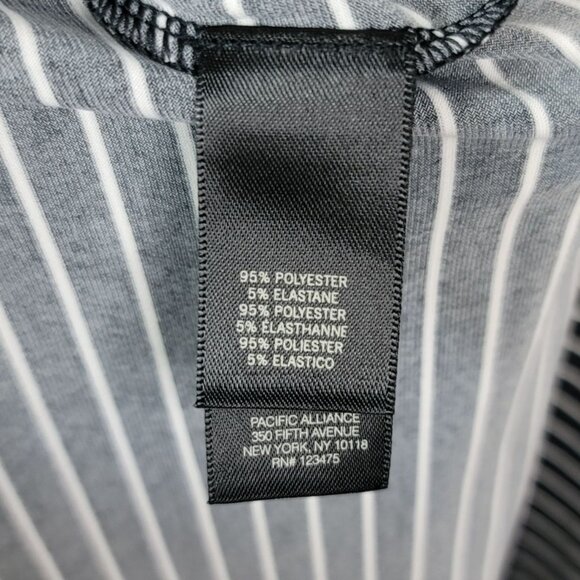 95% POLYESTER
5% ELASTANE
95% POLYESTER
5% ÉLASTHANNE
95% POLIESTER
5% ELASTICO
PACIFIC ALLIANCE
350 FIFTH AVENUE
NEW YORK, NY 10118
RN# 123475